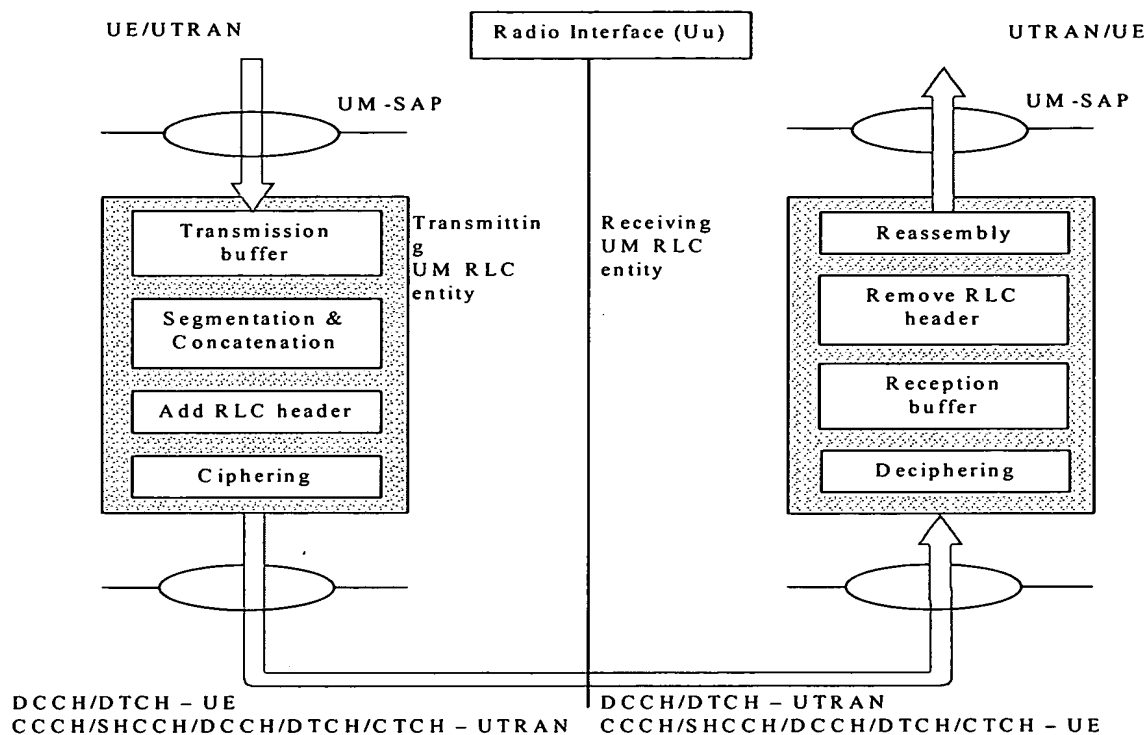 UE/UTRAN
Radio Interface (Uu)
UTRAN/UE
UM-SAP
UM-SAP
Transmission
buffer
Transmittin
g
UM RLC
entity
Segmentation &
Concatenation
Add RLC header
Ciphering
Receiving
UM RLC
entity
Reassembly
Remove RLC
header
Reception
buffer
Deciphering
DCCH/DTCH – UE
CCCH/SHCCH/DCCH/DTCH/CTCH – UTRAN
DCCH/DTCH – UTRAN
CCCH/SHCCH/DCCH/DTCH/CTCH – UE